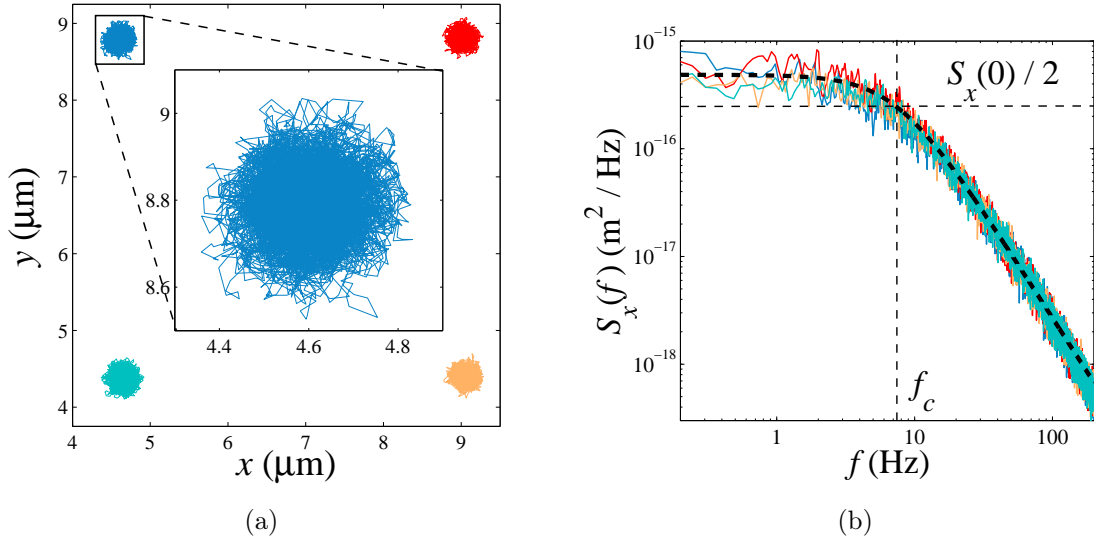 9
8
7
6
5
4
y (μm)
9
8.8
8.6
4.4 4.6 4.8
4 5 6 7 8 9
x (μm)
(a)
10⁻¹⁵
10⁻¹⁶
10⁻¹⁷
10⁻¹⁸
S_x(f) (m² / Hz)
S_x(0) / 2
f_c
1 10 100
f (Hz)
(b)